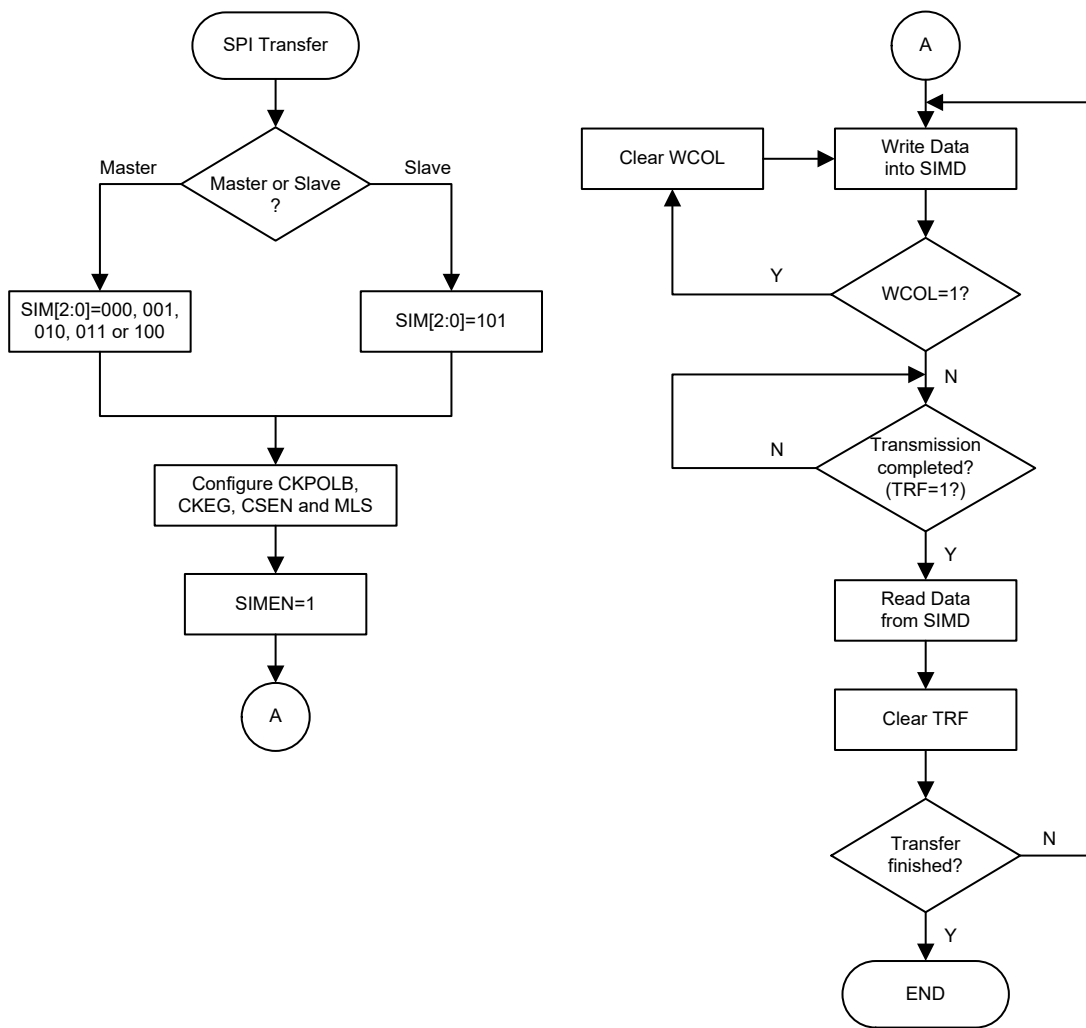 SPI Transfer
Master
Slave
Master or Slave
?
SIM[2:0]=000, 001,
010, 011 or 100
SIM[2:0]=101
Configure CKPOLB,
CKEG, CSEN and MLS
SIMEN=1
A
A
Clear WCOL
Write Data
into SIMD
Y
WCOL=1?
N
N
Transmission
completed?
(TRF=1?)
Y
Read Data
from SIMD
Clear TRF
Transfer
finished?
N
Y
END